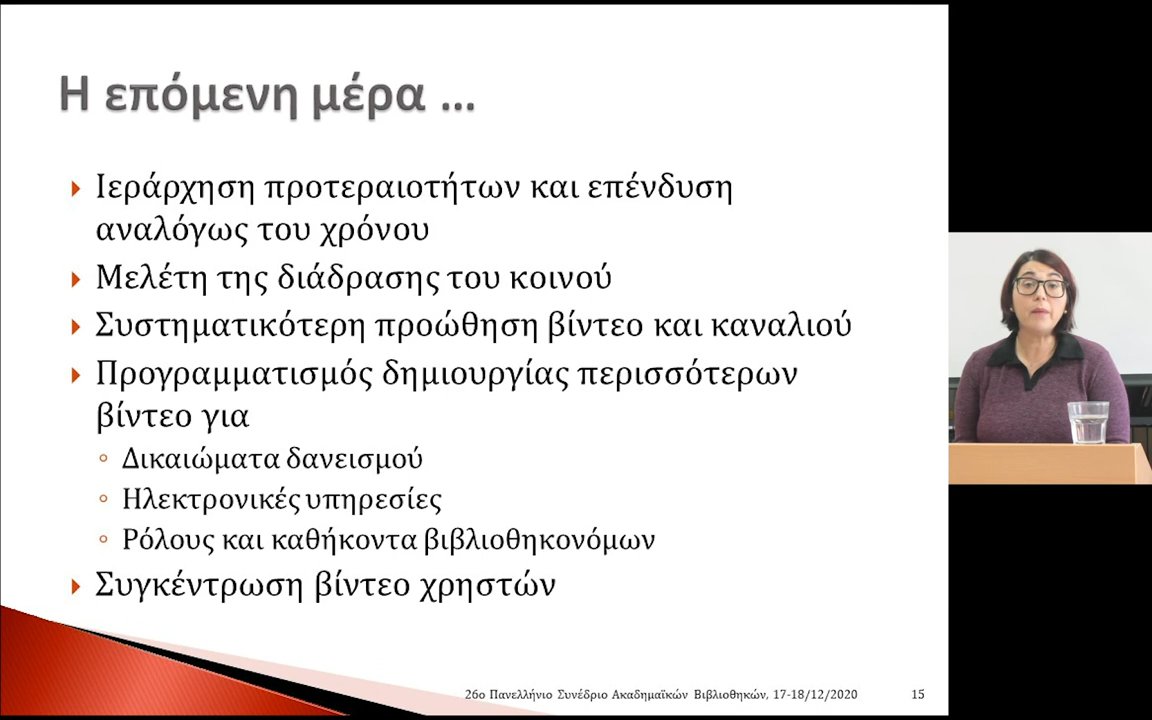 Η επόμενη μέρα ...
Ιεράρχηση προτεραιοτήτων και επένδυση
αναλόγως του χρόνου
Μελέτη της διάδρασης του κοινού
Συστηματικότερη προώθηση βίντεο και καναλιού
Προγραμματισμός δημιουργίας περισσότερων
βίντεο για
Δικαιώματα δανεισμού
Ηλεκτρονικές υπηρεσίες
Ρόλους και καθήκοντα βιβλιοθηκονόμων
Συγκέντρωση βίντεο χρηστών
26ο Πανελλήνιο Συνέδριο Ακαδημαϊκών Βιβλιοθηκών, 17-18/12/2020 15